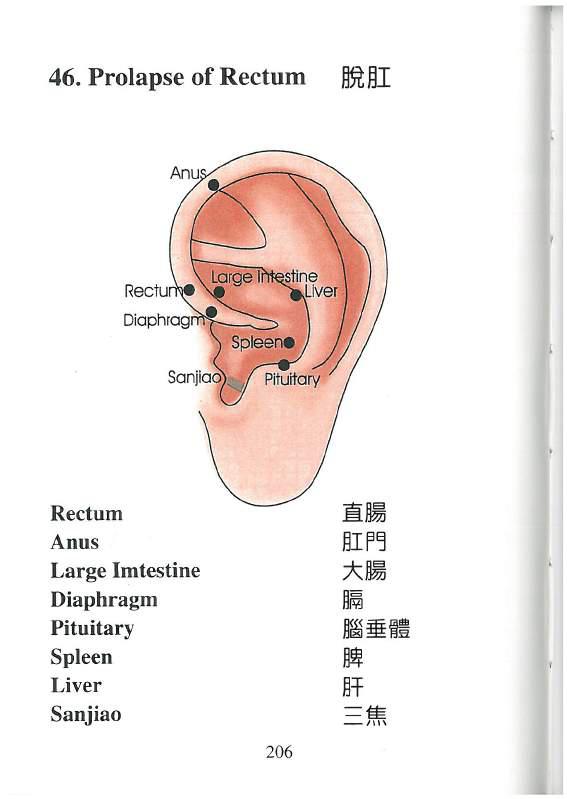 46. Prolapse of Rectum 脫肛
Anus
Large Intestine
Rectum
Liver
Diaphragm
Spleen
Sanjiao
Pituitary
Rectum 直腸
Anus 肛門
Large Imtestine 大腸
Diaphragm 膈
Pituitary 腦垂體
Spleen 脾
Liver 肝
Sanjiao 三焦
206